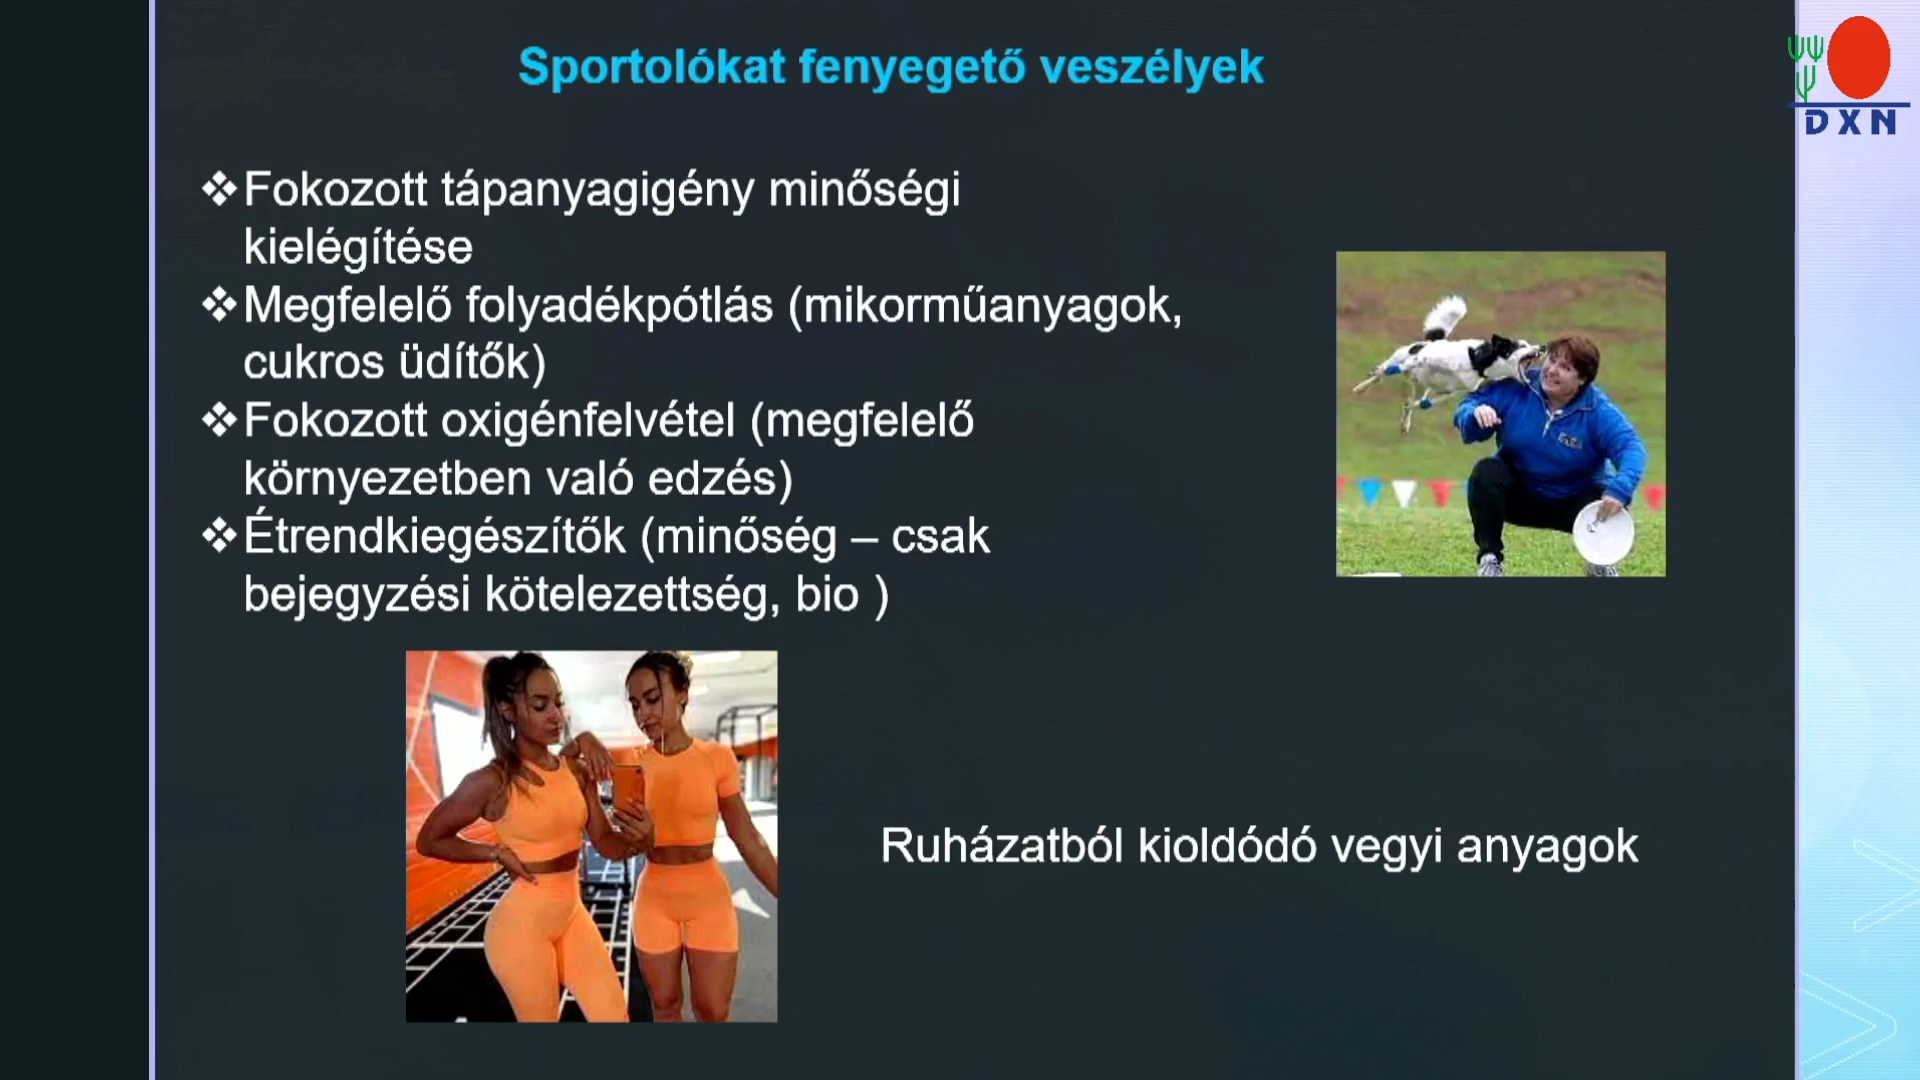 Sportolókat fenyegető veszélyek
DXN
❖Fokozott tápanyagigény minőségi
kielégítése
❖Megfelelő folyadékpótlás (mikorműanyagok,
cukros üdítők)
❖Fokozott oxigénfelvétel (megfelelő
környezetben való edzés)
❖Étrendkiegészítők (minőség – csak
bejegyzési kötelezettség, bio )
Ruházatból kioldódó vegyi anyagok